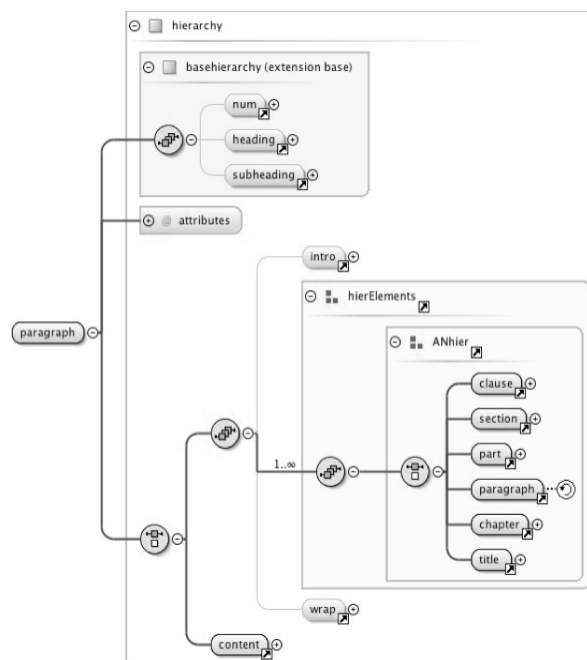 hierarchy
basehierarchy (extension base)
num
heading
subheading
@ attributes
intro
hierElements
ANhier
paragraph
clause
section
part
1..∞
paragraph
chapter
title
wrap
content